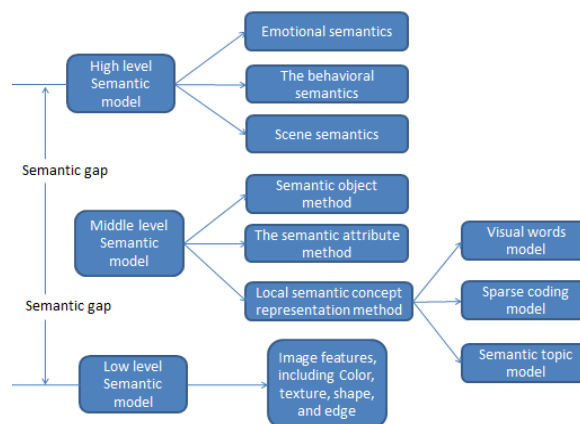 Emotional semantics
High level
Semantic
model
The behavioral
semantics
Scene semantics
Semantic gap
Semantic object
method
Middle level
Semantic
model
The semantic attribute
method
Visual words
model
Semantic gap
Local semantic concept
representation method
Sparse coding
model
Semantic topic
model
Low level
Semantic
model
Image features,
including Color,
texture, shape,
and edge